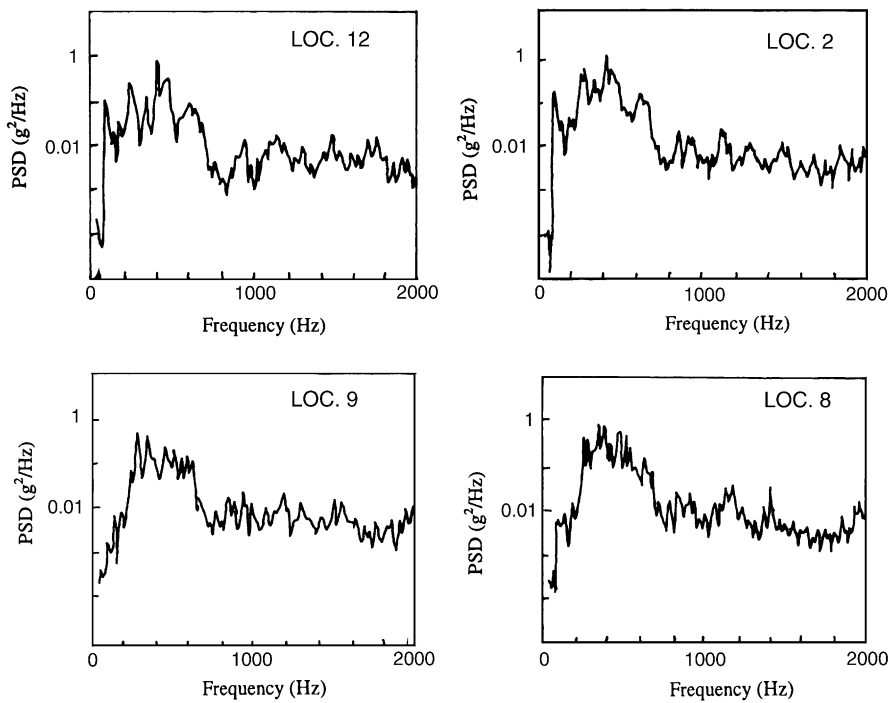 LOC. 12
1
0.01
PSD (g²/Hz)
0
1000
2000
Frequency (Hz)
LOC. 2
1
0.01
PSD (g²/Hz)
0
1000
2000
Frequency (Hz)
LOC. 9
1
0.01
PSD (g²/Hz)
0
1000
2000
Frequency (Hz)
LOC. 8
1
0.01
PSD (g²/Hz)
0
1000
2000
Frequency (Hz)